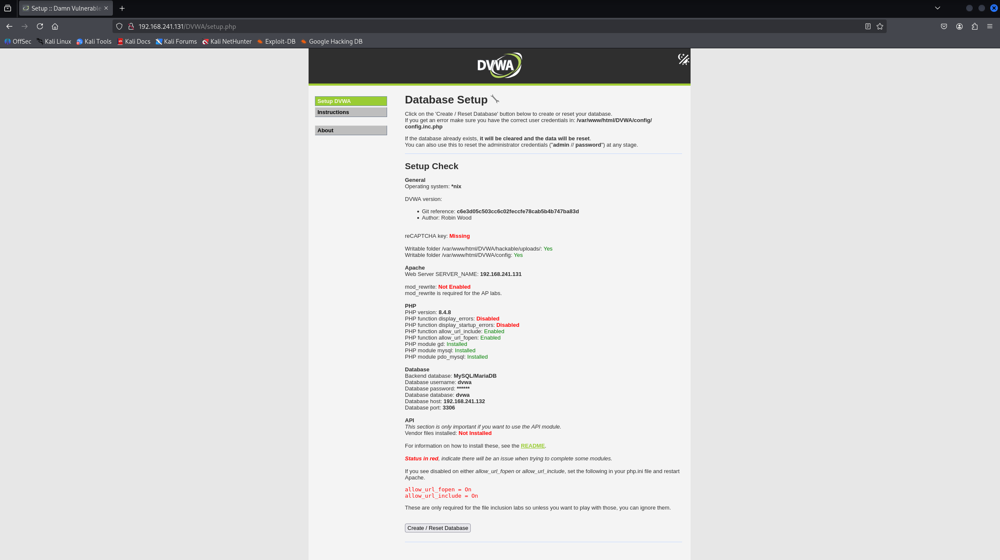 Setup :: Damn Vulnerable
192.168.241.131/DVWA/setup.php
OffSec Kali Linux Kali Tools Kali Docs Kali Forums Kali NetHunter Exploit-DB Google Hacking DB
DVWA
Setup DVWA
Instructions
About
Database Setup
Click on the 'Create / Reset Database' button below to create or reset your database.
If you get an error make sure you have the correct user credentials in: /var/www/html/DVWA/config/
config.inc.php
If the database already exists, it will be cleared and the data will be reset.
You can also use this to reset the administrator credentials ("admin // password") at any stage.
Setup Check
General
Operating system: *nix
DVWA version:
• Git reference: c6e3d05c503cc6c02feccfe78cab5b4b747ba83d
• Author: Robin Wood
reCAPTCHA key: Missing
Writable folder /var/www/html/DVWA/hackable/uploads/: Yes
Writable folder /var/www/html/DVWA/config: Yes
Apache
Web Server SERVER_NAME: 192.168.241.131
mod_rewrite: Not Enabled
mod_rewrite is required for the AP labs.
PHP
PHP version: 8.4.8
PHP function display_errors: Disabled
PHP function display_startup_errors: Disabled
PHP function allow_url_include: Enabled
PHP function allow_url_fopen: Enabled
PHP module gd: Installed
PHP module mysql: Installed
PHP module pdo_mysql: Installed
Database
Backend database: MySQL/MariaDB
Database username: dvwa
Database password: ******
Database database: dvwa
Database host: 192.168.241.132
Database port: 3306
API
This section is only important if you want to use the API module.
Vendor files installed: Not Installed
For information on how to install these, see the README.
Status in red, indicate there will be an issue when trying to complete some modules.
If you see disabled on either allow_url_fopen or allow_url_include, set the following in your php.ini file and restart
Apache.
allow_url_fopen = On
allow_url_include = On
These are only required for the file inclusion labs so unless you want to play with those, you can ignore them.
Create / Reset Database